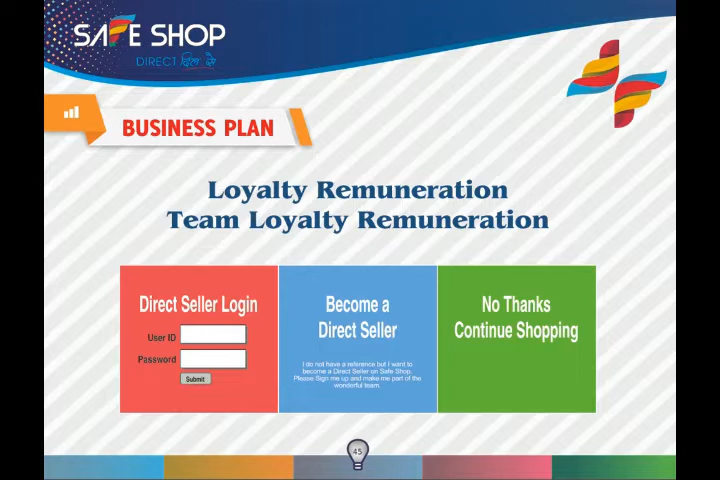 SAFE SHOP
DIRECT
BUSINESS PLAN
Loyalty Remuneration
Team Loyalty Remuneration
Direct Seller Login
User ID
Password
Submit
Become a
Direct Seller
I do not have a reference but I want to
become a Direct Seller on Safe Shop.
Please Sign me up and make me part of the
wonderful team.
No Thanks
Continue Shopping
45